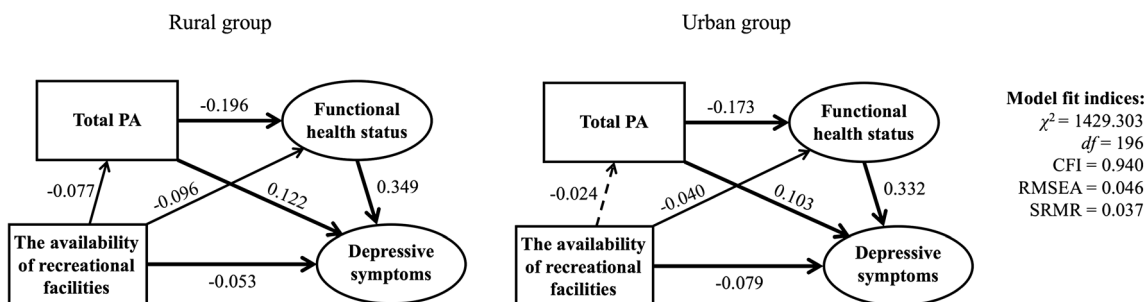 Rural group
Total PA
-0.196
Functional
health status
-0.077
-0.096
0.122
0.349
The availability
of recreational
facilities
-0.053
Depressive
symptoms
Urban group
Total PA
-0.173
Functional
health status
-0.024
-0.040
0.103
0.332
The availability
of recreational
facilities
-0.079
Depressive
symptoms
Model fit indices:
χ² = 1429.303
df = 196
CFI = 0.940
RMSEA = 0.046
SRMR = 0.037